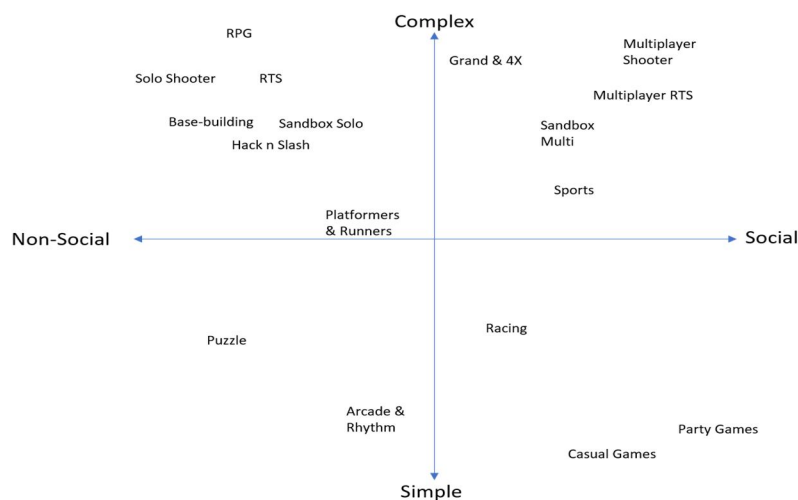 Complex
RPG
Multiplayer
Shooter
Grand & 4X
Solo Shooter
RTS
Multiplayer RTS
Base-building
Sandbox Solo
Sandbox
Multi
Hack n Slash
Sports
Platformers
& Runners
Non-Social
Social
Racing
Puzzle
Arcade &
Rhythm
Party Games
Casual Games
Simple